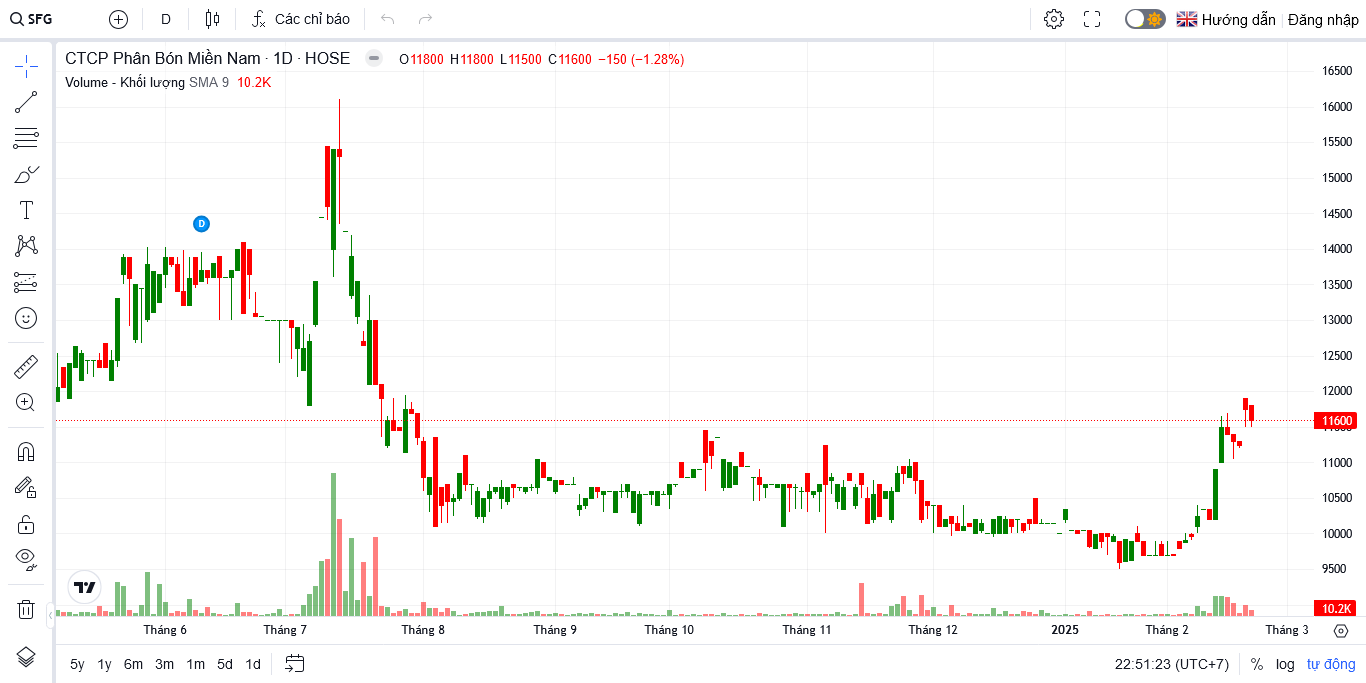 SFG D Các chỉ báo Hướng dẫn Đăng nhập
CTCP Phân Bón Miền Nam · 1D · HOSE O11800 H11800 L11500 C11600 −150 (−1.28%)
Volume - Khối lượng SMA 9 10.2K
D
16500
16000
15500
15000
14500
14000
13500
13000
12500
12000
11600
11000
10500
10000
9500
10.2K
Tháng 6 Tháng 7 Tháng 8 Tháng 9 Tháng 10 Tháng 11 Tháng 12 2025 Tháng 2 Tháng 3
5y 1y 6m 3m 1m 5d 1d 22:51:23 (UTC+7) % log tự động